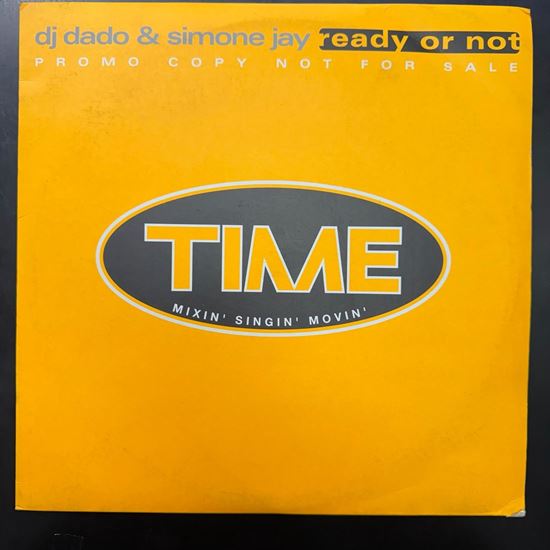 dj dado & simone jay ready or not
PROMO COPY NOT FOR SALE
TIME
MIXIN' SINGIN' MOVIN'